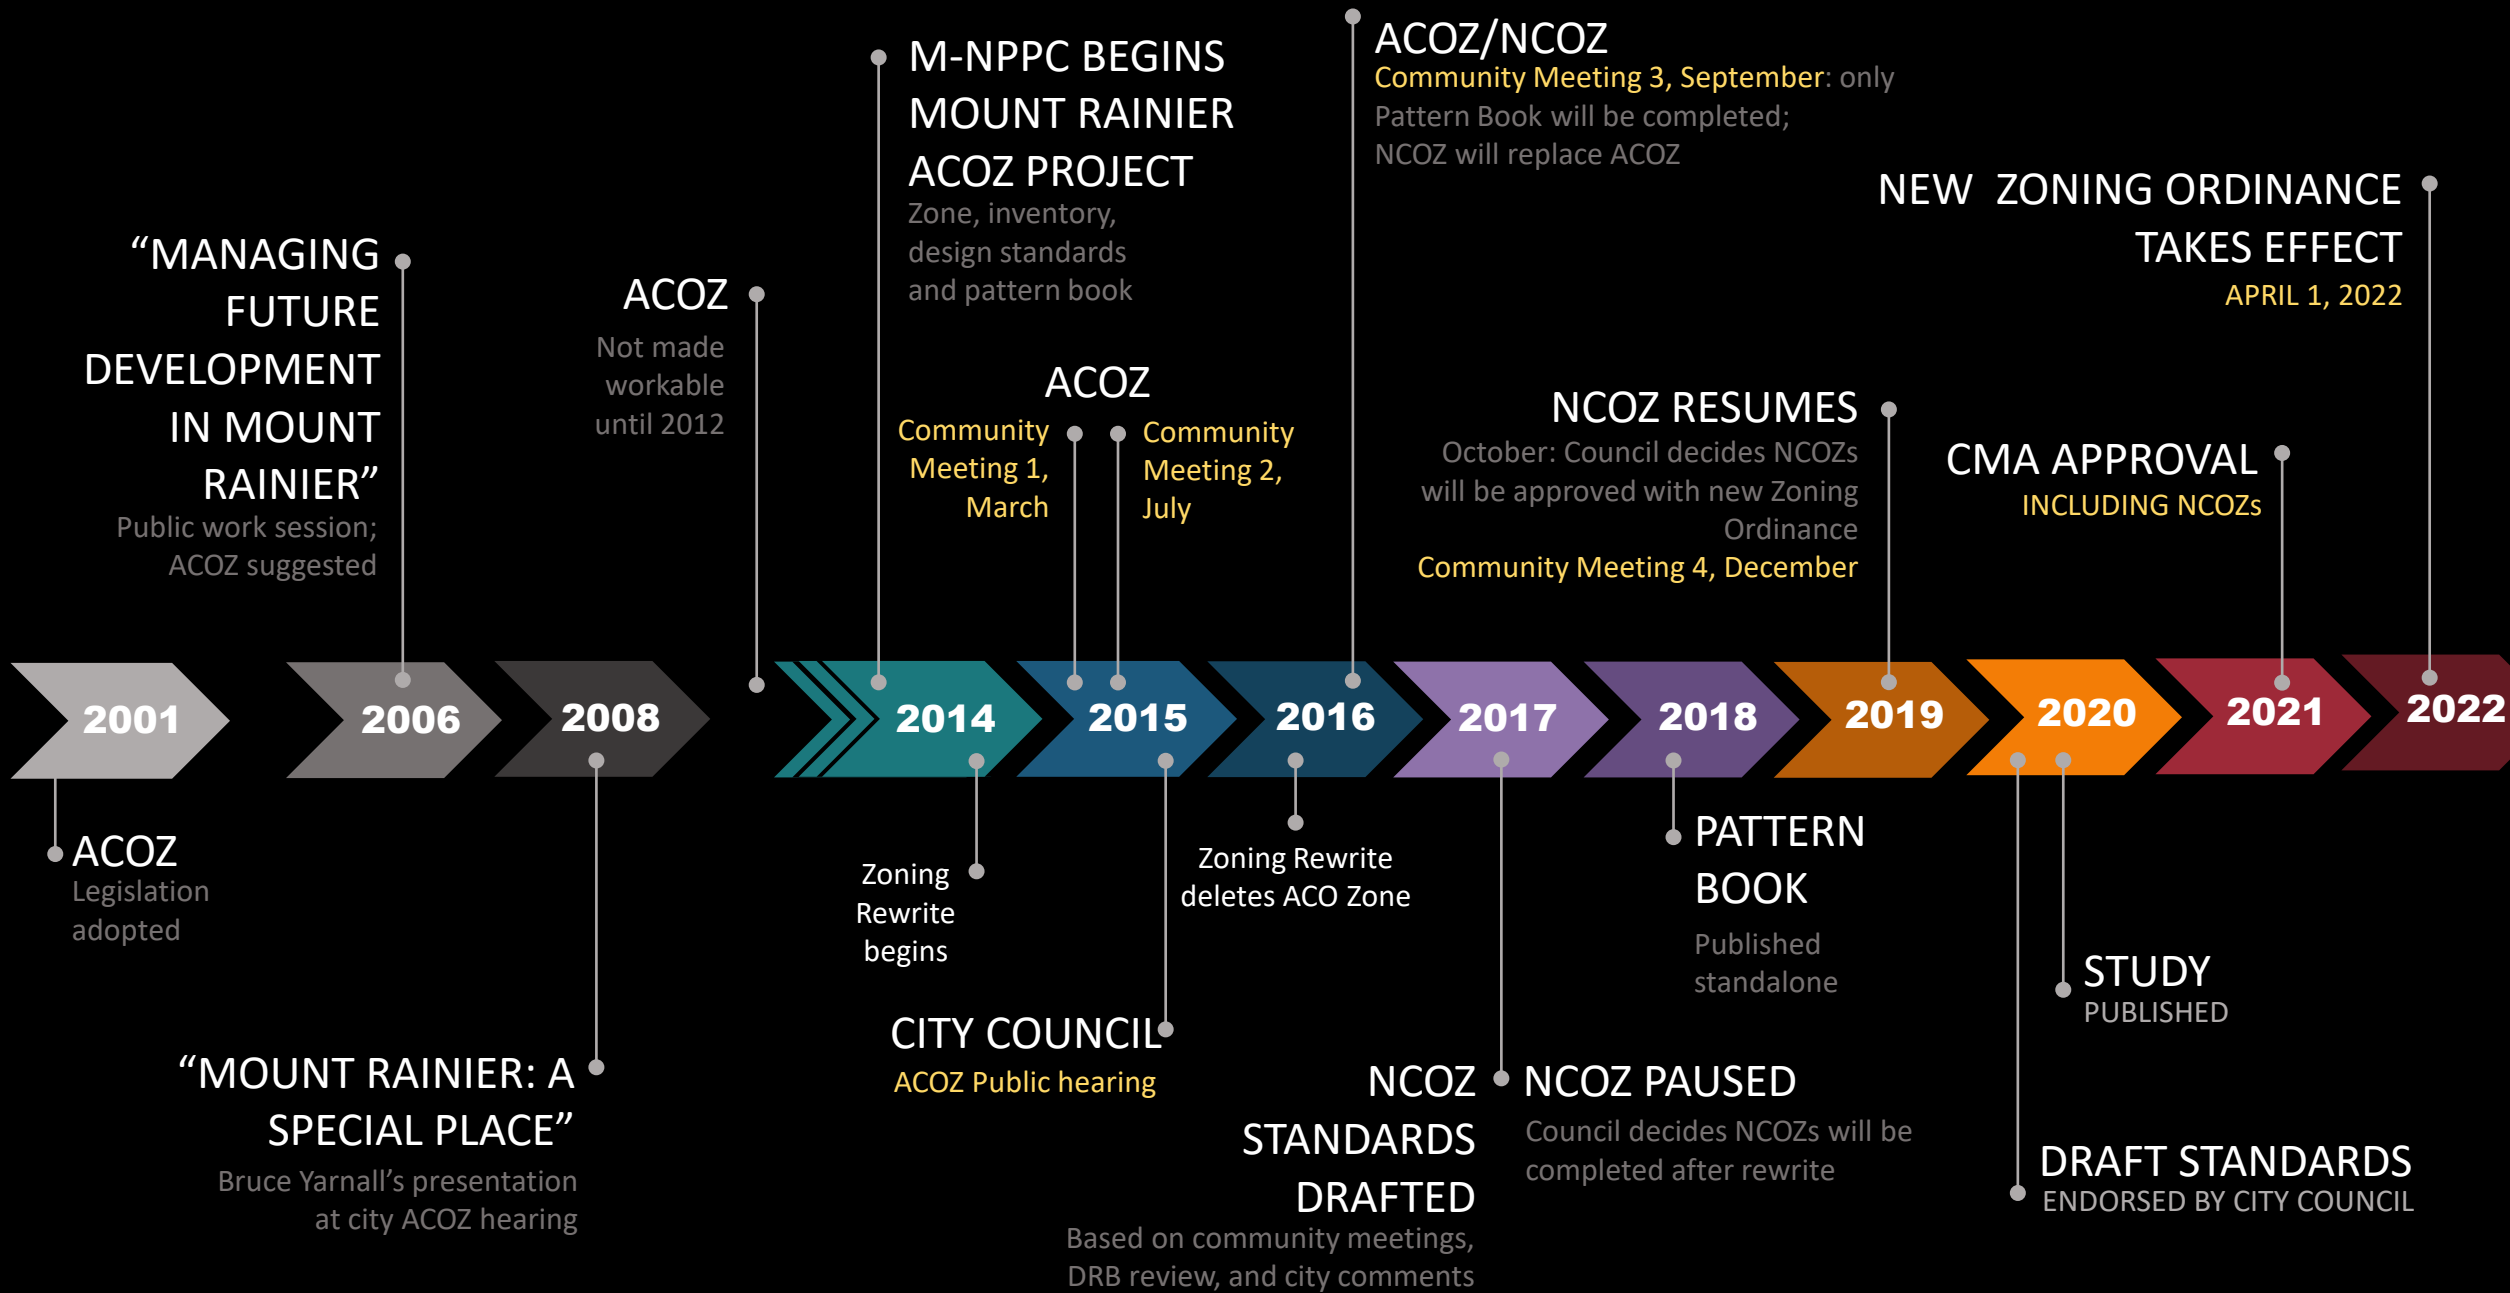 ACOZ/NCOZ
Community Meeting 3, September: only
Pattern Book will be completed;
NCOZ will replace ACOZ
M-NPPC BEGINS
MOUNT RAINIER
ACOZ PROJECT
Zone, inventory,
design standards
and pattern book
NEW ZONING ORDINANCE
TAKES EFFECT
APRIL 1, 2022
“MANAGING
FUTURE
DEVELOPMENT
IN MOUNT
RAINIER”
Public work session;
ACOZ suggested
ACOZ
Not made
workable
until 2012
ACOZ
Community
Meeting 1,
March
Community
Meeting 2,
July
NCOZ RESUMES
October: Council decides NCOZs
will be approved with new Zoning
Ordinance
Community Meeting 4, December
CMA APPROVAL
INCLUDING NCOZs
2001
2006
2008
2014
2015
2016
2017
2018
2019
2020
2021
2022
ACOZ
Legislation
adopted
“MOUNT RAINIER: A
SPECIAL PLACE”
Bruce Yarnall’s presentation
at city ACOZ hearing
Zoning
Rewrite
begins
CITY COUNCIL
ACOZ Public hearing
Zoning Rewrite
deletes ACO Zone
NCOZ
STANDARDS
DRAFTED
Based on community meetings,
DRB review, and city comments
NCOZ PAUSED
Council decides NCOZs will be
completed after rewrite
PATTERN
BOOK
Published
standalone
STUDY
PUBLISHED
DRAFT STANDARDS
ENDORSED BY CITY COUNCIL